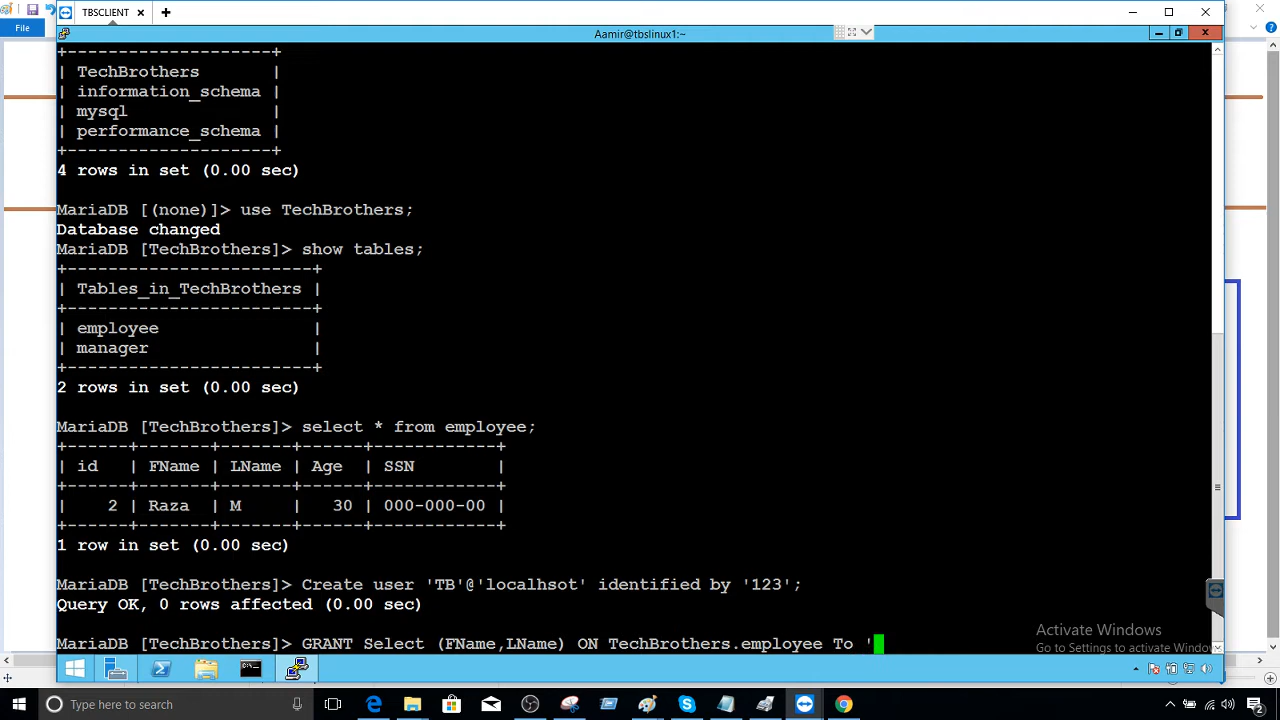 TBSCLIENT
File
Aamir@tbslinux1:~
+---------------------+
| TechBrothers        |
| information_schema  |
| mysql               |
| performance_schema  |
+---------------------+
4 rows in set (0.00 sec)
MariaDB [(none)]> use TechBrothers;
Database changed
MariaDB [TechBrothers]> show tables;
+------------------------+
| Tables_in_TechBrothers |
+------------------------+
| employee               |
| manager                |
+------------------------+
2 rows in set (0.00 sec)
MariaDB [TechBrothers]> select * from employee;
+------+-------+-------+------+------------+
| id   | FName | LName | Age  | SSN        |
+------+-------+-------+------+------------+
|    2 | Raza  | M     |   30 | 000-000-00 |
+------+-------+-------+------+------------+
1 row in set (0.00 sec)
MariaDB [TechBrothers]> Create user 'TB'@'localhsot' identified by '123';
Query OK, 0 rows affected (0.00 sec)
MariaDB [TechBrothers]> GRANT Select (FName,LName) ON TechBrothers.employee To '
Activate Windows
Go to Settings to activate Windo
Type here to search